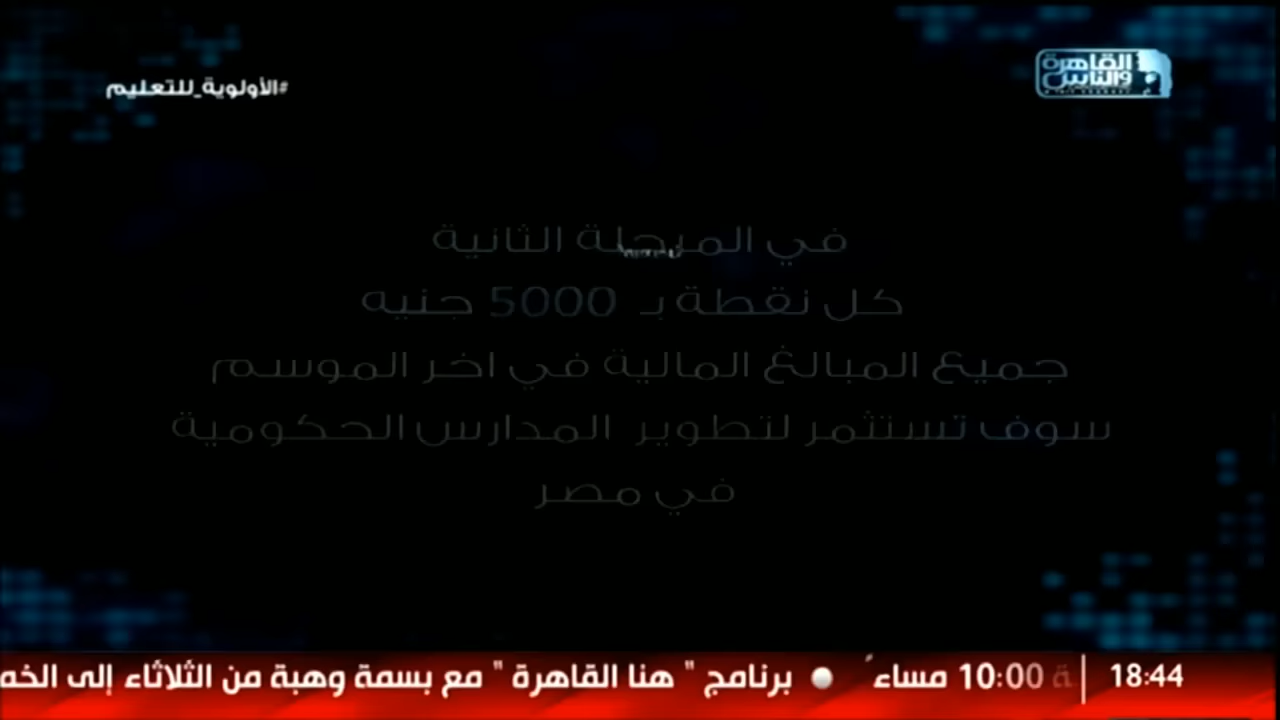 #الأولوية_للتعليم
القاهرة
والناس
في المرحلة الثانية
كل نقطة بـ 5000 جنيه
جميع المبالغ المالية في اخر الموسم
سوف تستثمر لتطوير المدارس الحكومية
في مصر
18:44
10:00 مساءً ● برنامج " هنا القاهرة " مع بسمة وهبة من الثلاثاء إلى